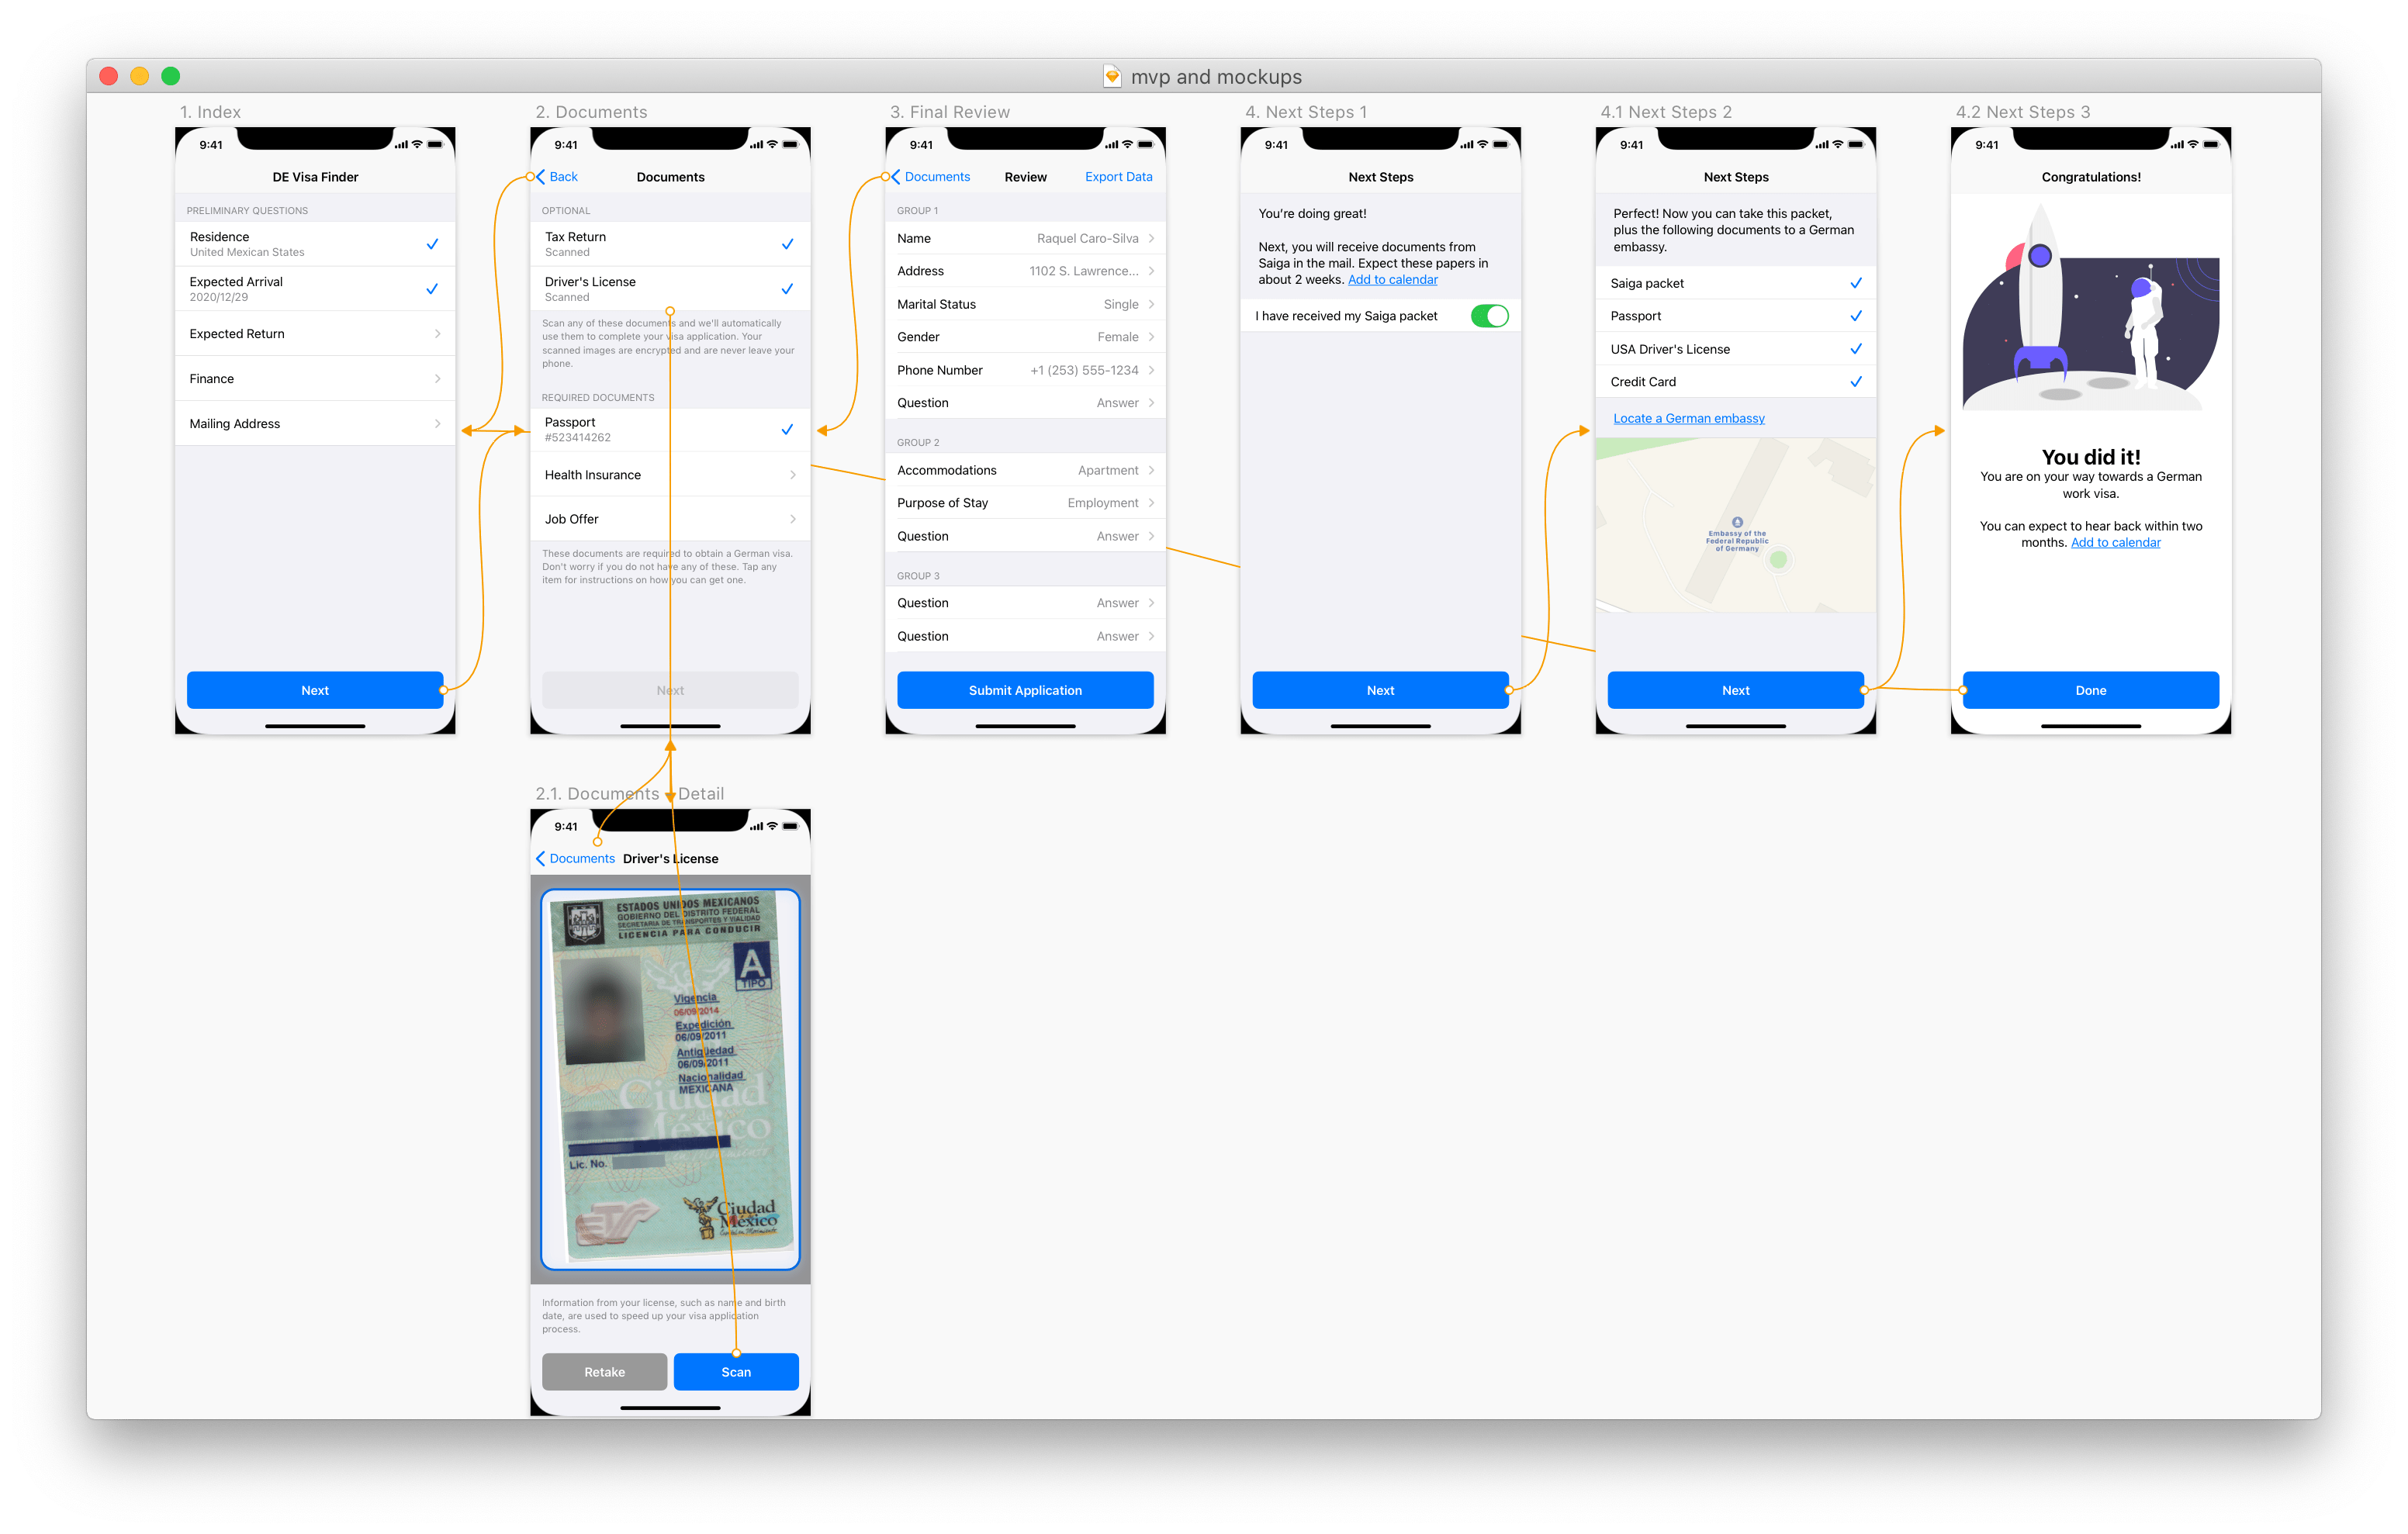 mvp and mockups
1. Index
9:41
DE Visa Finder
PRELIMINARY QUESTIONS
Residence
United Mexican States
Expected Arrival
2020/12/29
Expected Return
Finance
Mailing Address
Next
2. Documents
9:41
Back
Documents
OPTIONAL
Tax Return
Scanned
Driver's License
Scanned
Scan any of these documents and we'll automatically
use them to complete your visa application. Your
scanned images are encrypted and are never leave your
phone.
REQUIRED DOCUMENTS
Passport
#523414262
Health Insurance
Job Offer
These documents are required to obtain a German visa.
Don't worry if you do not have any of these. Tap any
item for instructions on how you can get one.
Next
3. Final Review
9:41
Documents
Review
Export Data
GROUP 1
Name Raquel Caro-Silva
Address 1102 S. Lawrence...
Marital Status Single
Gender Female
Phone Number +1 (253) 555-1234
Question Answer
GROUP 2
Accommodations Apartment
Purpose of Stay Employment
Question Answer
GROUP 3
Question Answer
Question Answer
Submit Application
4. Next Steps 1
9:41
Next Steps
You're doing great!
Next, you will receive documents from
Saiga in the mail. Expect these papers in
about 2 weeks. Add to calendar
I have received my Saiga packet
Next
4.1 Next Steps 2
9:41
Next Steps
Perfect! Now you can take this packet,
plus the following documents to a German
embassy.
Saiga packet
Passport
USA Driver's License
Credit Card
Locate a German embassy
Embassy of the
Federal Republic
of Germany
Next
4.2 Next Steps 3
9:41
Congratulations!
You did it!
You are on your way towards a German
work visa.
You can expect to hear back within two
months. Add to calendar
Done
2.1. Documents - Detail
9:41
Documents
Driver's License
ESTADOS UNIDOS MEXICANOS
GOBIERNO DEL DISTRITO FEDERAL
SECRETARIA DE TRANSPORTES Y VIALIDAD
LICENCIA PARA CONDUCIR
A
TIPO
Vigencia
06/09/2014
Expedición
06/09/2011
Antigüedad
06/09/2011
Nacionalidad
MEXICANA
Ciudad
México
Lic. No.
Ciudad
México
Information from your license, such as name and birth
date, are used to speed up your visa application
process.
Retake
Scan